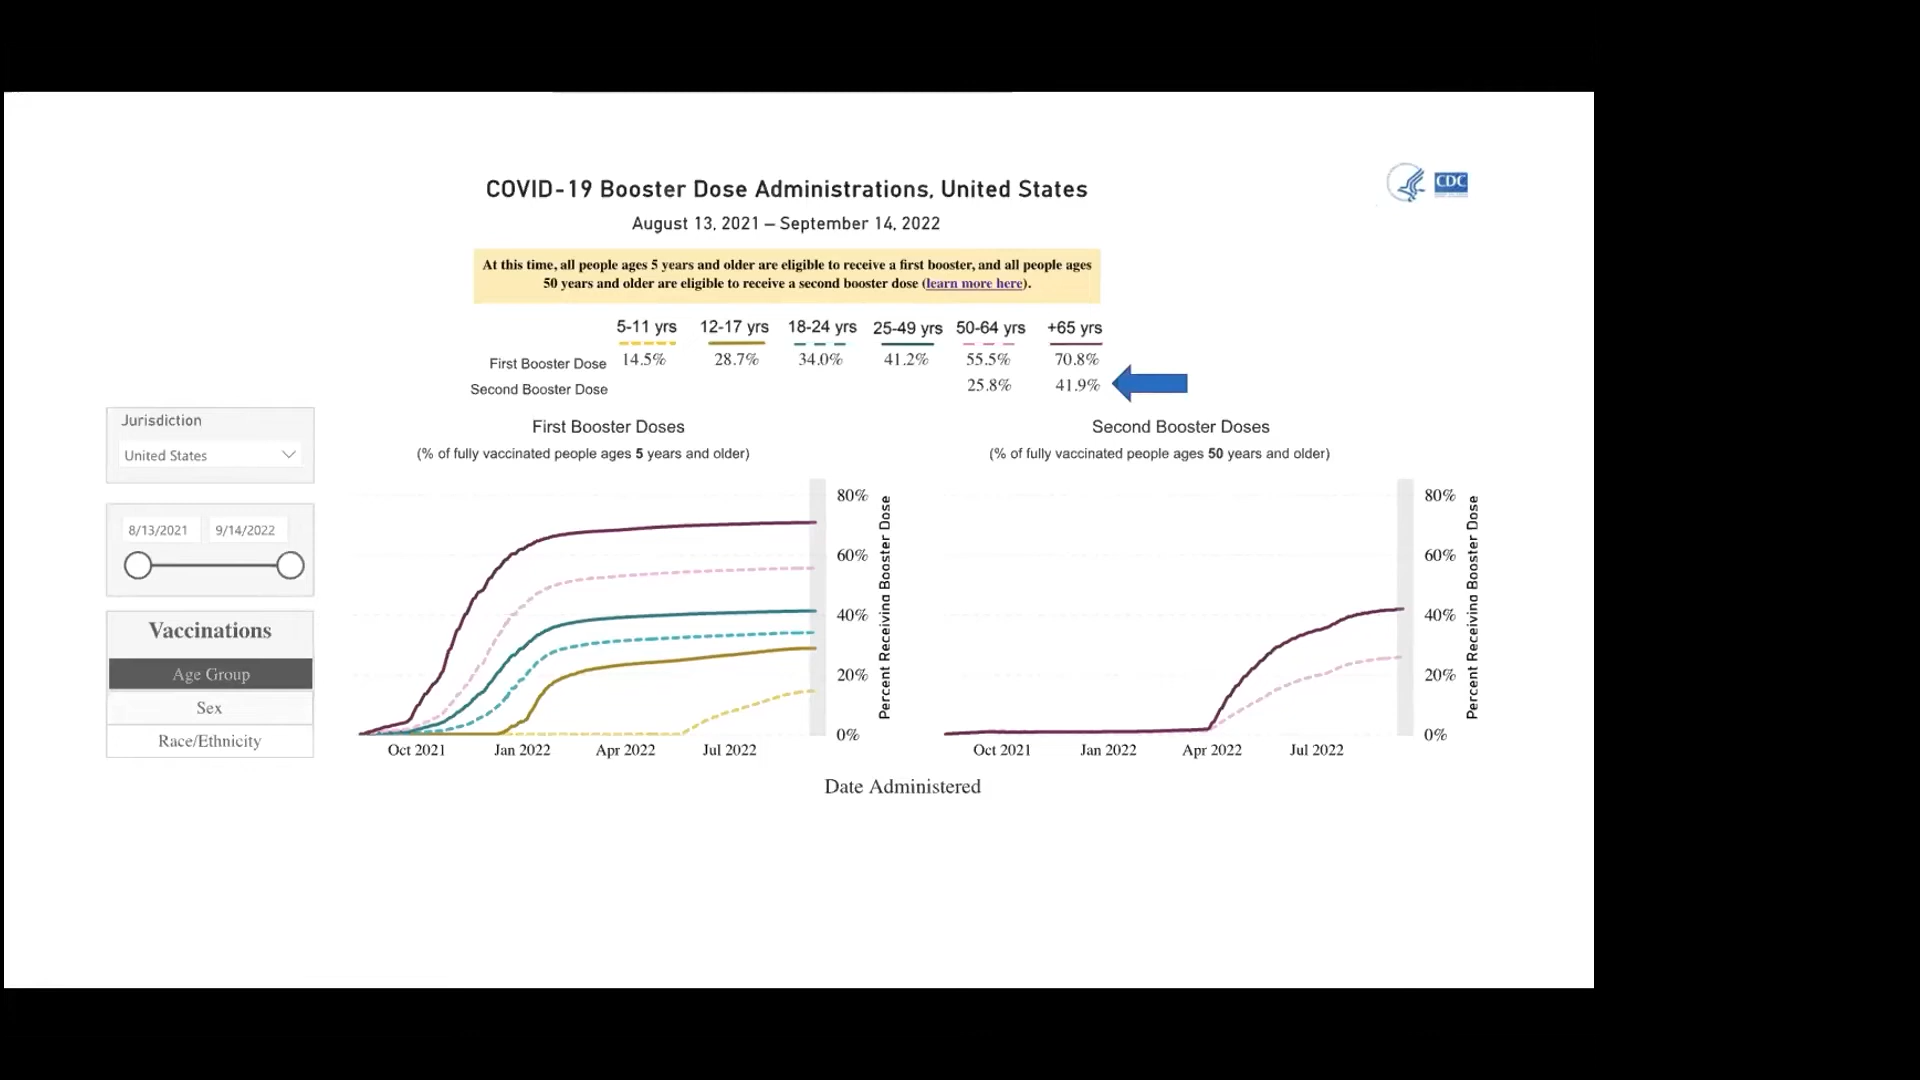 COVID-19 Booster Dose Administrations, United States
CDC
August 13, 2021 – September 14, 2022
At this time, all people ages 5 years and older are eligible to receive a first booster, and all people ages
50 years and older are eligible to receive a second booster dose (learn more here).
5-11 yrs 12-17 yrs 18-24 yrs 25-49 yrs 50-64 yrs +65 yrs
First Booster Dose 14.5% 28.7% 34.0% 41.2% 55.5% 70.8%
Second Booster Dose 25.8% 41.9%
Jurisdiction
United States
8/13/2021 9/14/2022
Vaccinations
Age Group
Sex
Race/Ethnicity
First Booster Doses
(% of fully vaccinated people ages 5 years and older)
80%
60%
40%
20%
0%
Percent Receiving Booster Dose
Oct 2021 Jan 2022 Apr 2022 Jul 2022
Second Booster Doses
(% of fully vaccinated people ages 50 years and older)
80%
60%
40%
20%
0%
Percent Receiving Booster Dose
Oct 2021 Jan 2022 Apr 2022 Jul 2022
Date Administered